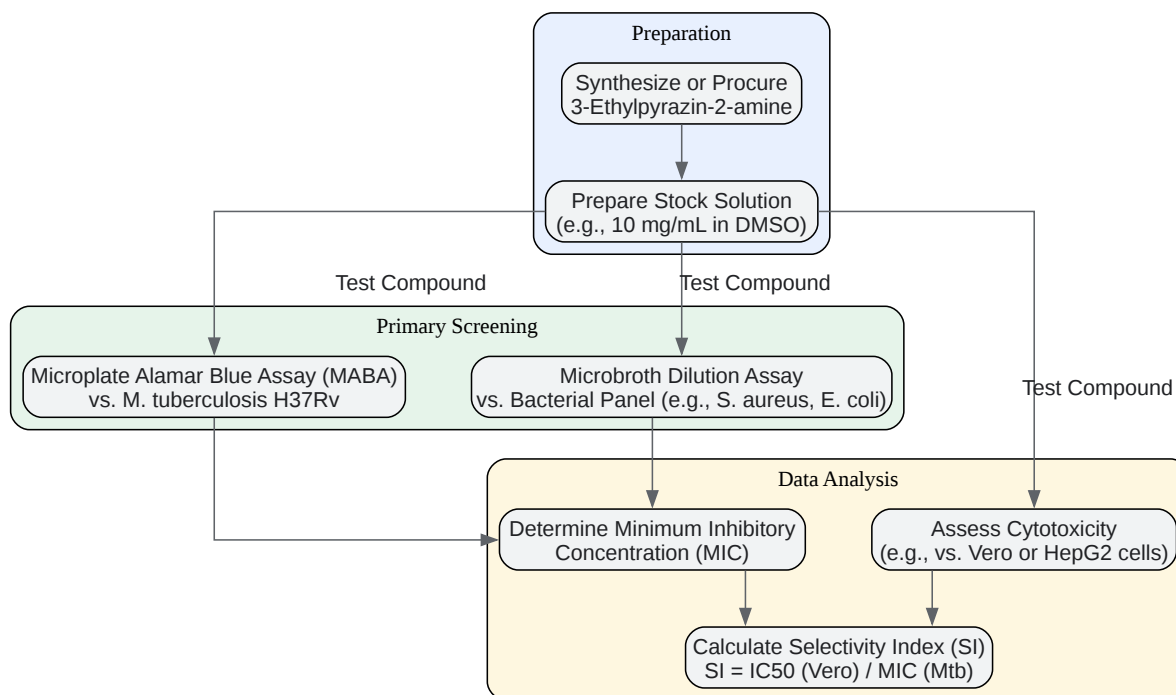 Preparation
Synthesize or Procure
3-Ethylpyrazin-2-amine
Prepare Stock Solution
(e.g., 10 mg/mL in DMSO)
Test Compound
Test Compound
Primary Screening
Microplate Alamar Blue Assay (MABA)
vs. M. tuberculosis H37Rv
Microbroth Dilution Assay
vs. Bacterial Panel (e.g., S. aureus, E. coli)
Test Compound
Data Analysis
Determine Minimum Inhibitory
Concentration (MIC)
Assess Cytotoxicity
(e.g., vs. Vero or HepG2 cells)
Calculate Selectivity Index (SI)
SI = IC50 (Vero) / MIC (Mtb)